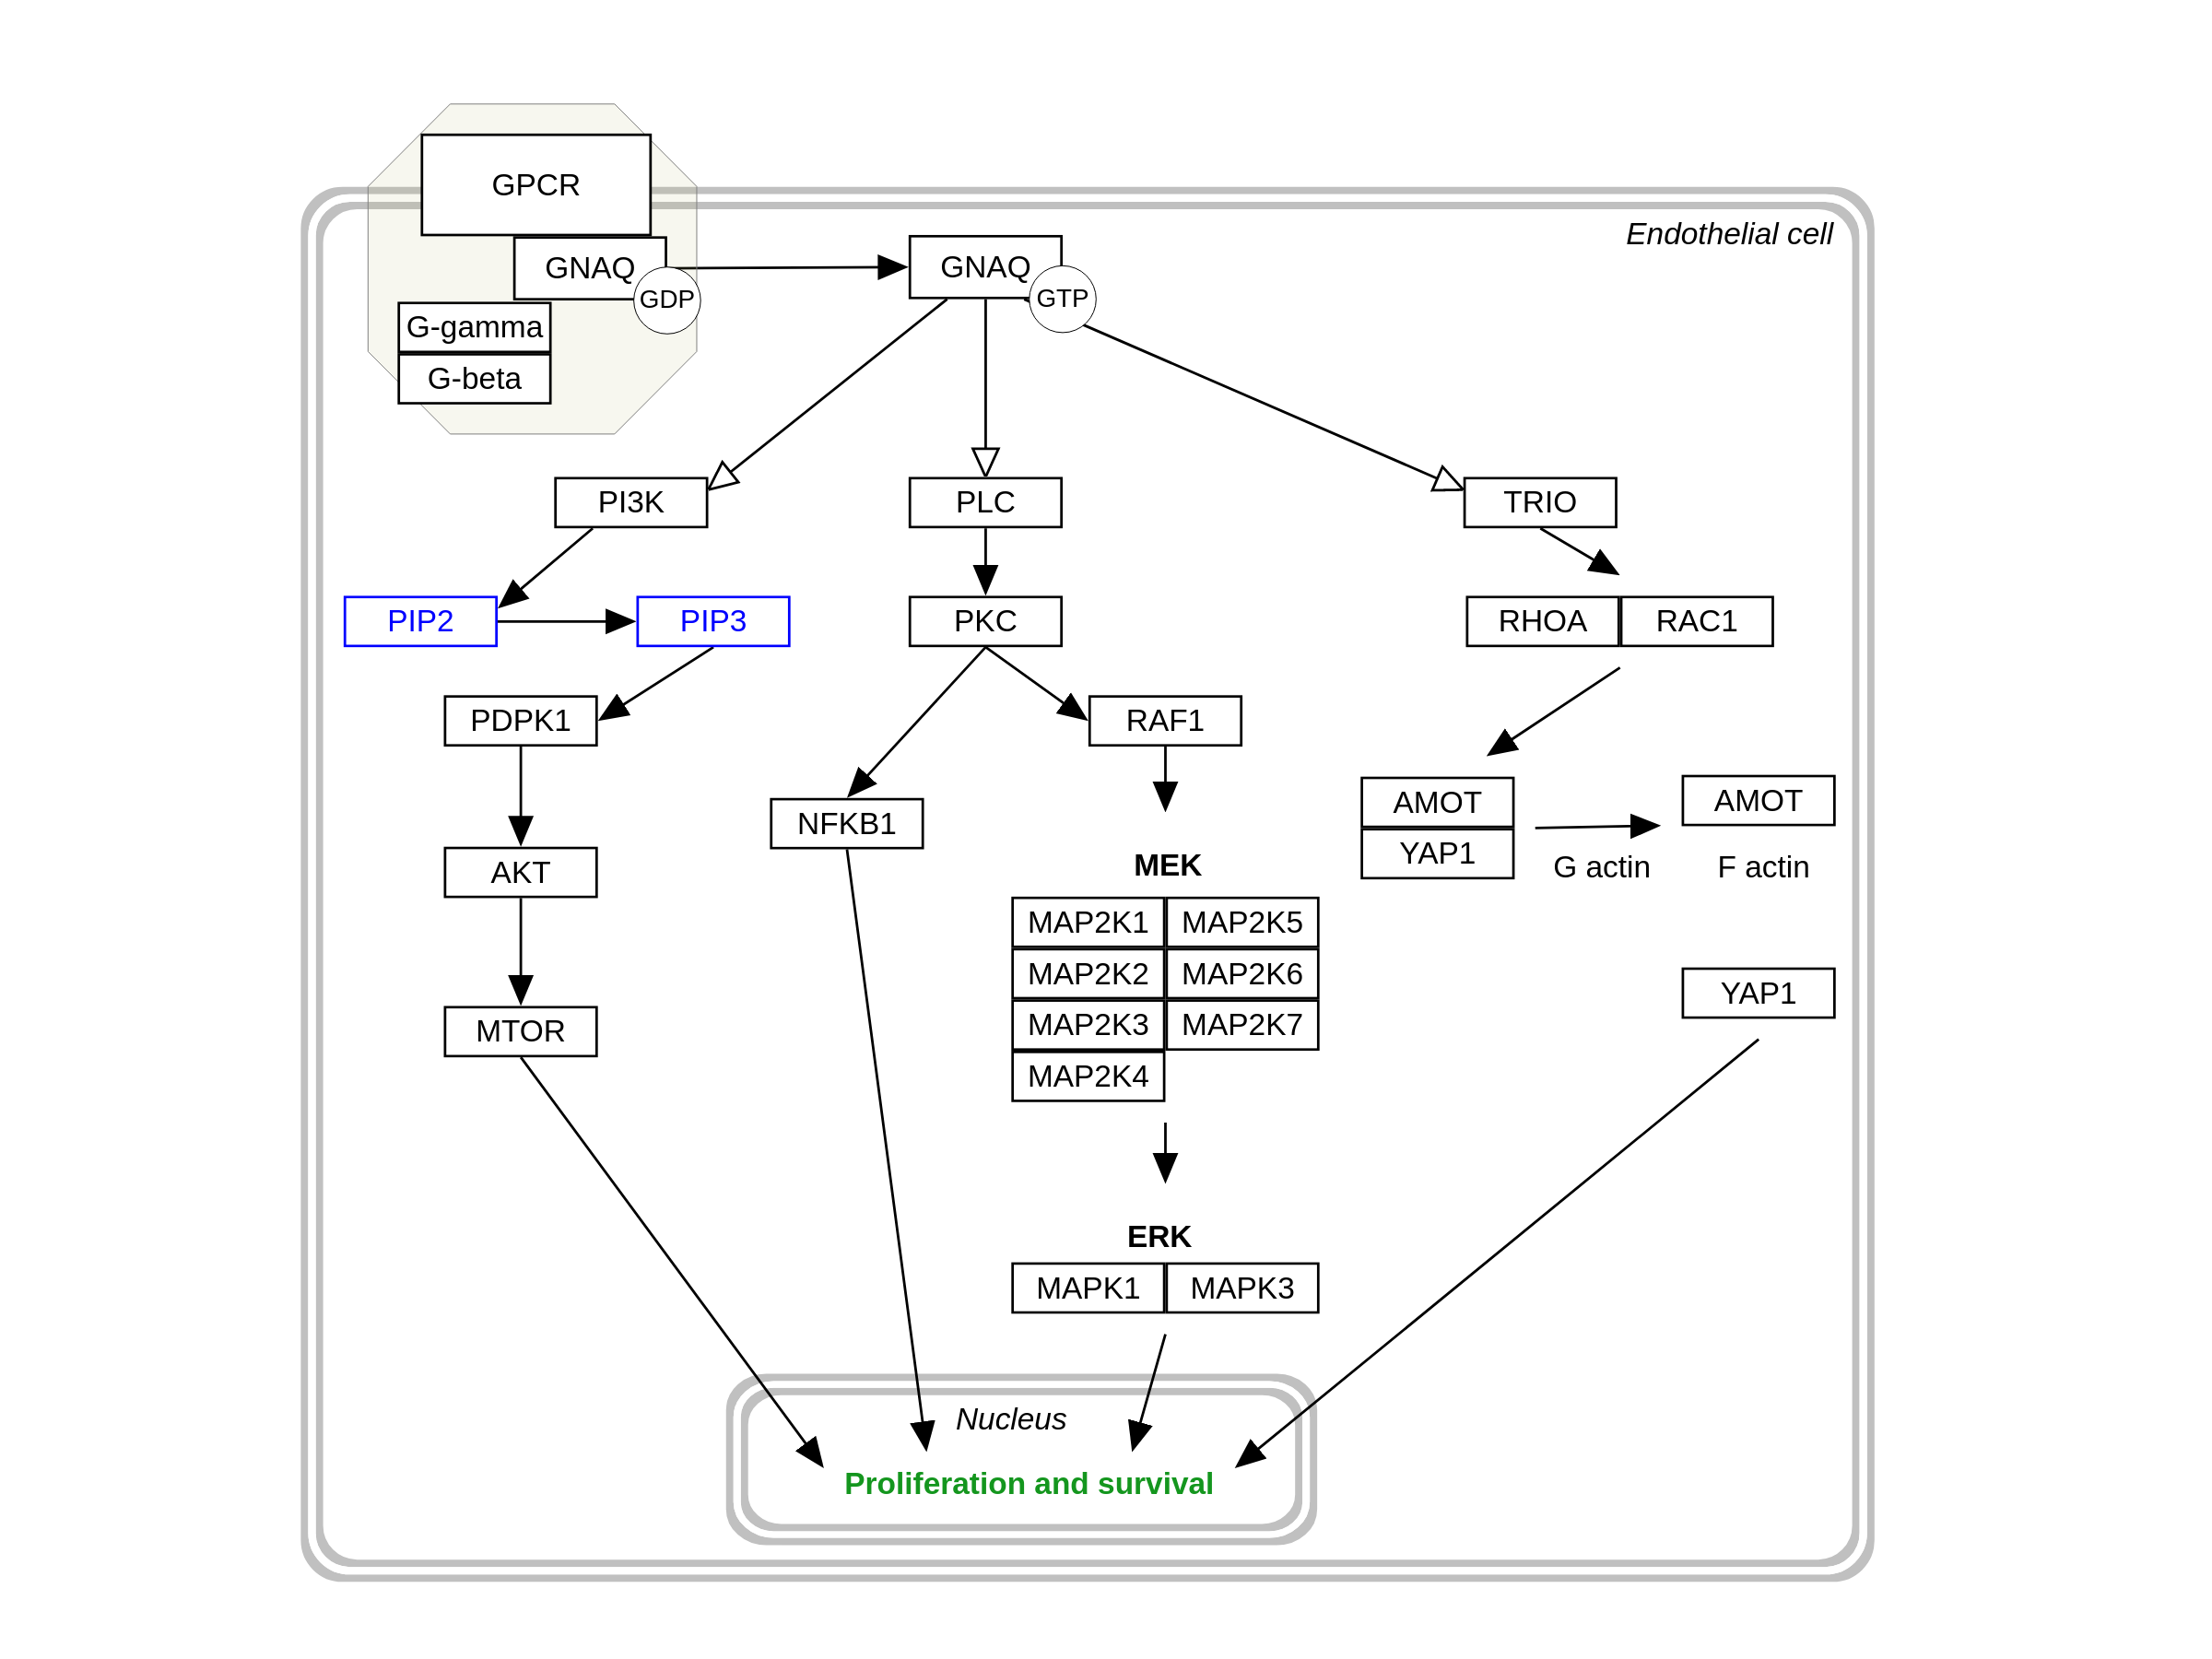 GPCR
Endothelial cell
GNAQ
GDP
GNAQ
GTP
G-gamma
G-beta
PI3K
PLC
TRIO
PIP2
PIP3
PKC
RHOA
RAC1
PDPK1
RAF1
NFKB1
AMOT
AMOT
YAP1
G actin
F actin
AKT
MEK
MAP2K1
MAP2K5
MAP2K2
MAP2K6
MAP2K3
MAP2K7
MAP2K4
YAP1
MTOR
ERK
MAPK1
MAPK3
Nucleus
Proliferation and survival